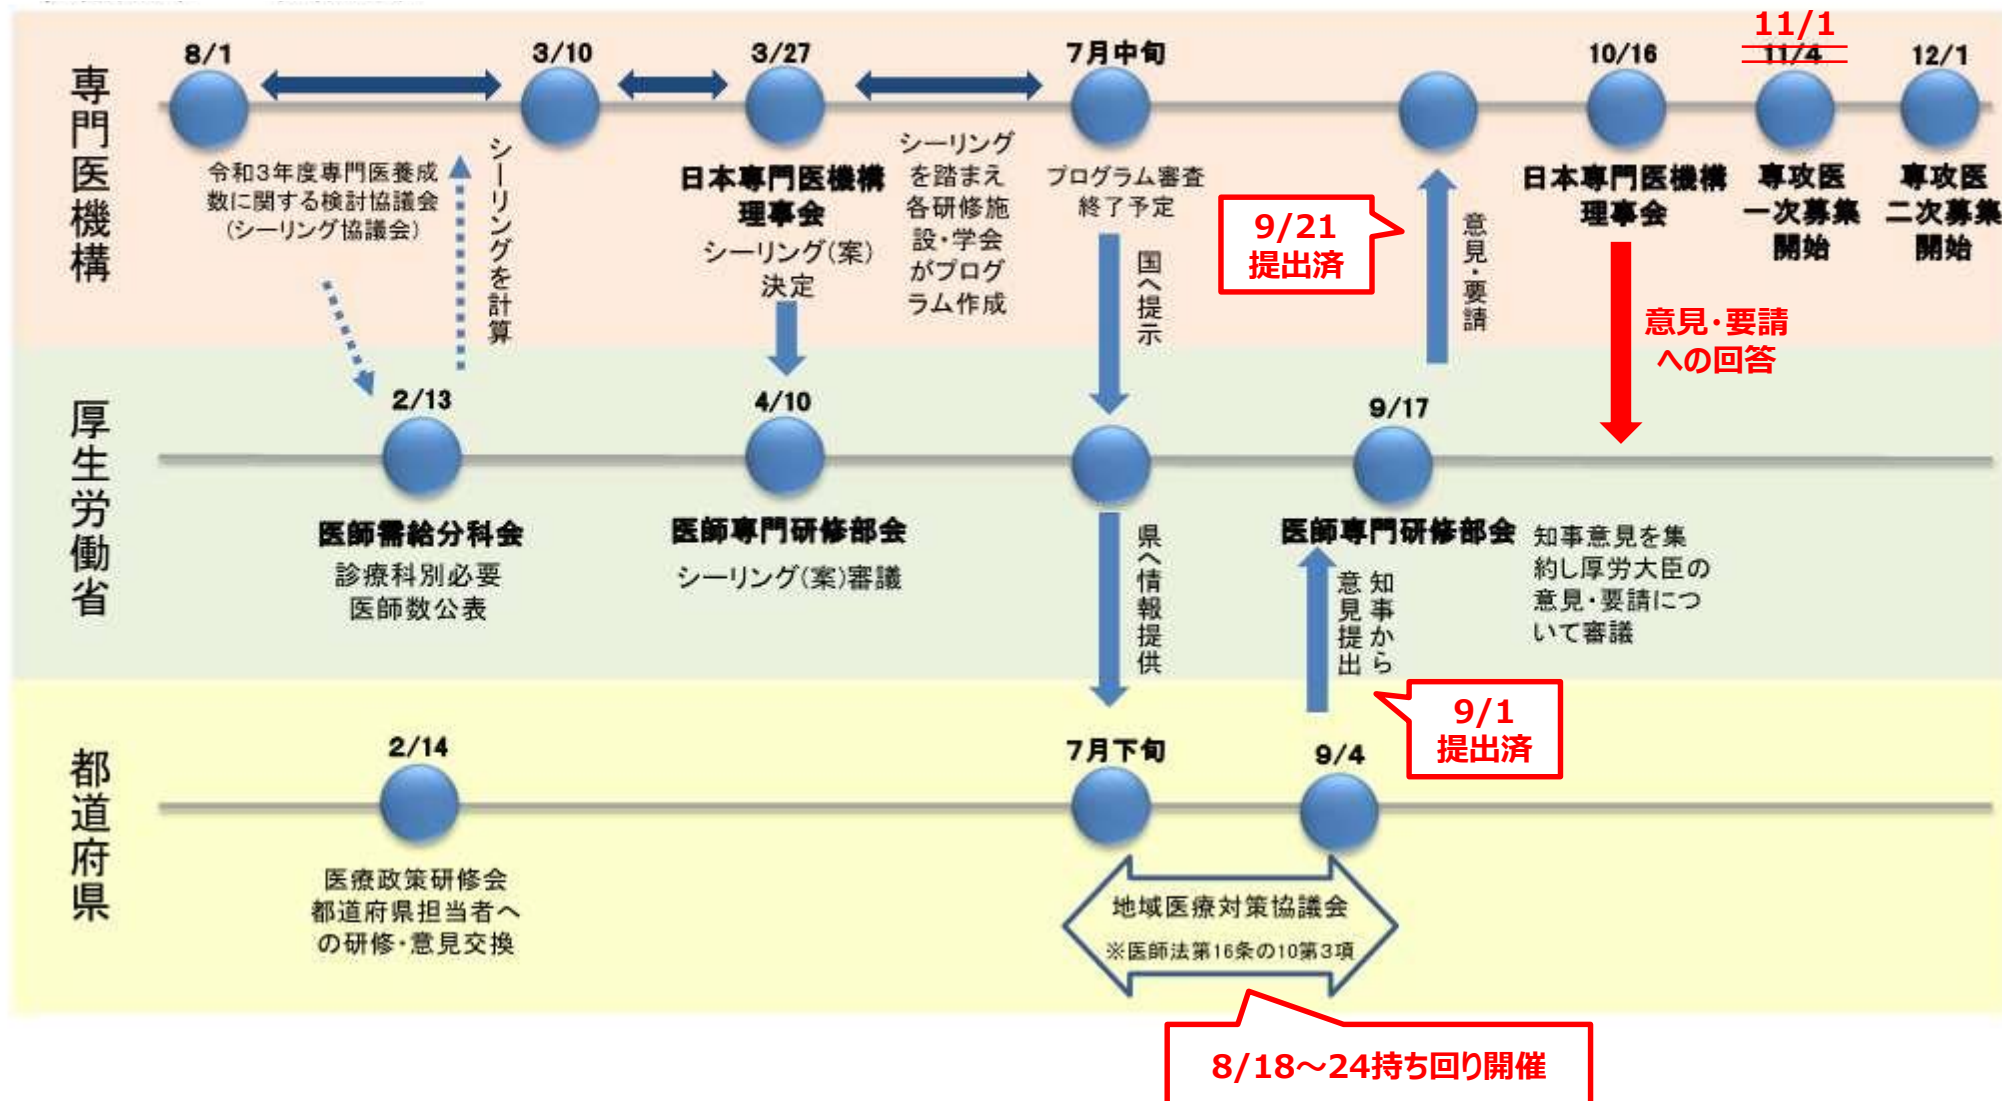 専門医機構
8/1
3/10
3/27
7月中旬
10/16
11/1
11/4
12/1
令和3年度専門医養成
数に関する検討協議会
(シーリング協議会)
シーリングを計算
日本専門医機構
理事会
シーリング(案)
決定
シーリング
を踏まえ
各研修施
設・学会
がプログ
ラム作成
プログラム審査
終了予定
国へ提示
9/21
提出済
意見・要請
日本専門医機構
理事会
意見・要請
への回答
専攻医
一次募集
開始
専攻医
二次募集
開始
厚生労働省
2/13
医師需給分科会
診療科別必要
医師数公表
4/10
医師専門研修部会
シーリング(案)審議
県へ情報提供
9/17
医師専門研修部会
知事意見を集
約し厚労大臣の
意見・要請につ
いて審議
知事から
意見提出
9/1
提出済
都道府県
2/14
医療政策研修会
都道府県担当者へ
の研修・意見交換
7月下旬
9/4
地域医療対策協議会
※医師法第16条の10第3項
8/18～24持ち回り開催